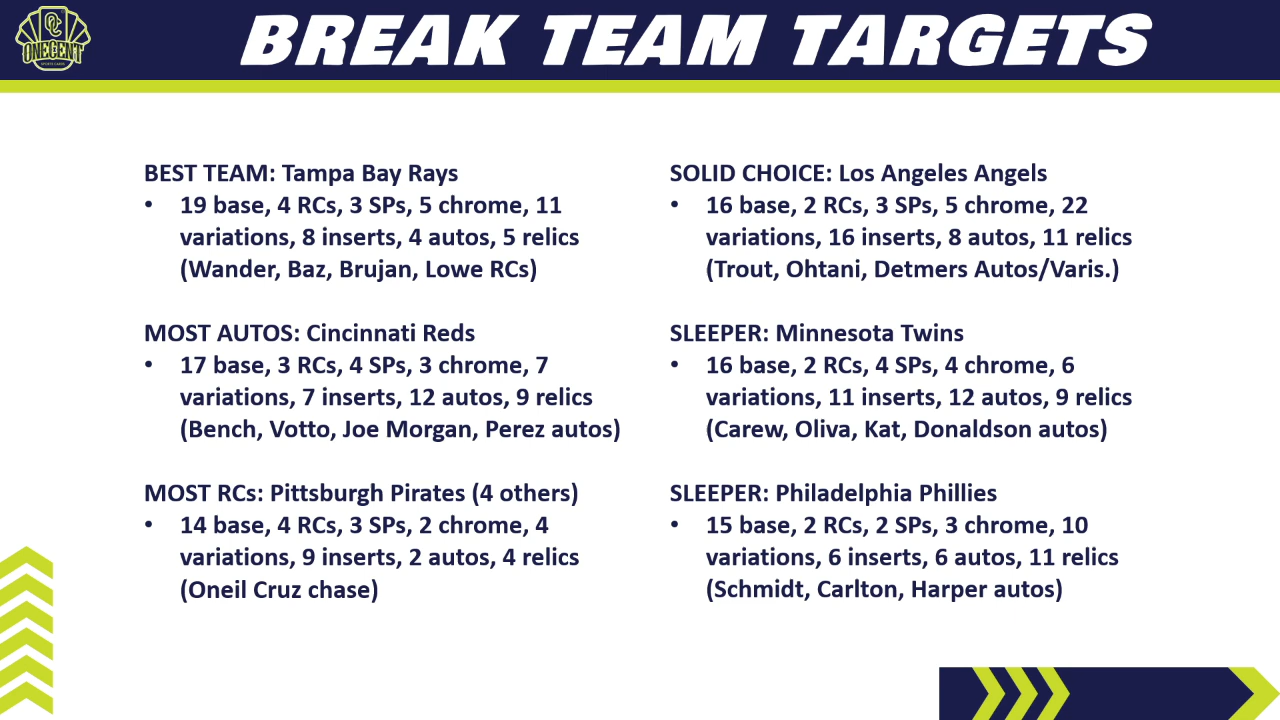 OC
ONEGENT
SPORTS CARDS
BREAK TEAM TARGETS
BEST TEAM: Tampa Bay Rays
• 19 base, 4 RCs, 3 SPs, 5 chrome, 11
variations, 8 inserts, 4 autos, 5 relics
(Wander, Baz, Brujan, Lowe RCs)
MOST AUTOS: Cincinnati Reds
• 17 base, 3 RCs, 4 SPs, 3 chrome, 7
variations, 7 inserts, 12 autos, 9 relics
(Bench, Votto, Joe Morgan, Perez autos)
MOST RCs: Pittsburgh Pirates (4 others)
• 14 base, 4 RCs, 3 SPs, 2 chrome, 4
variations, 9 inserts, 2 autos, 4 relics
(Oneil Cruz chase)
SOLID CHOICE: Los Angeles Angels
• 16 base, 2 RCs, 3 SPs, 5 chrome, 22
variations, 16 inserts, 8 autos, 11 relics
(Trout, Ohtani, Detmers Autos/Varis.)
SLEEPER: Minnesota Twins
• 16 base, 2 RCs, 4 SPs, 4 chrome, 6
variations, 11 inserts, 12 autos, 9 relics
(Carew, Oliva, Kat, Donaldson autos)
SLEEPER: Philadelphia Phillies
• 15 base, 2 RCs, 2 SPs, 3 chrome, 10
variations, 6 inserts, 6 autos, 11 relics
(Schmidt, Carlton, Harper autos)